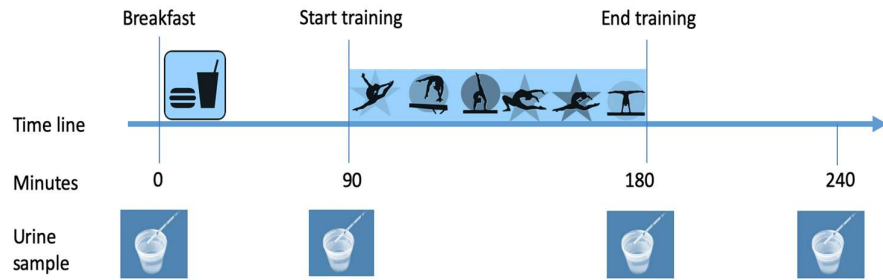 Breakfast
Start training
End training
Time line
Minutes
0
90
180
240
Urine
sample